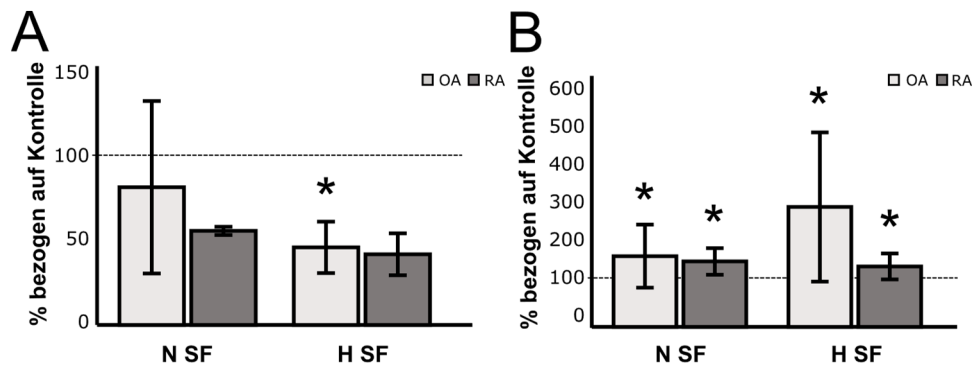 A
% bezogen auf Kontrolle
150
100
50
0
OA RA
*
N SF H SF
B
% bezogen auf Kontrolle
600
500
400
300
200
100
0
OA RA
* * * *
N SF H SF